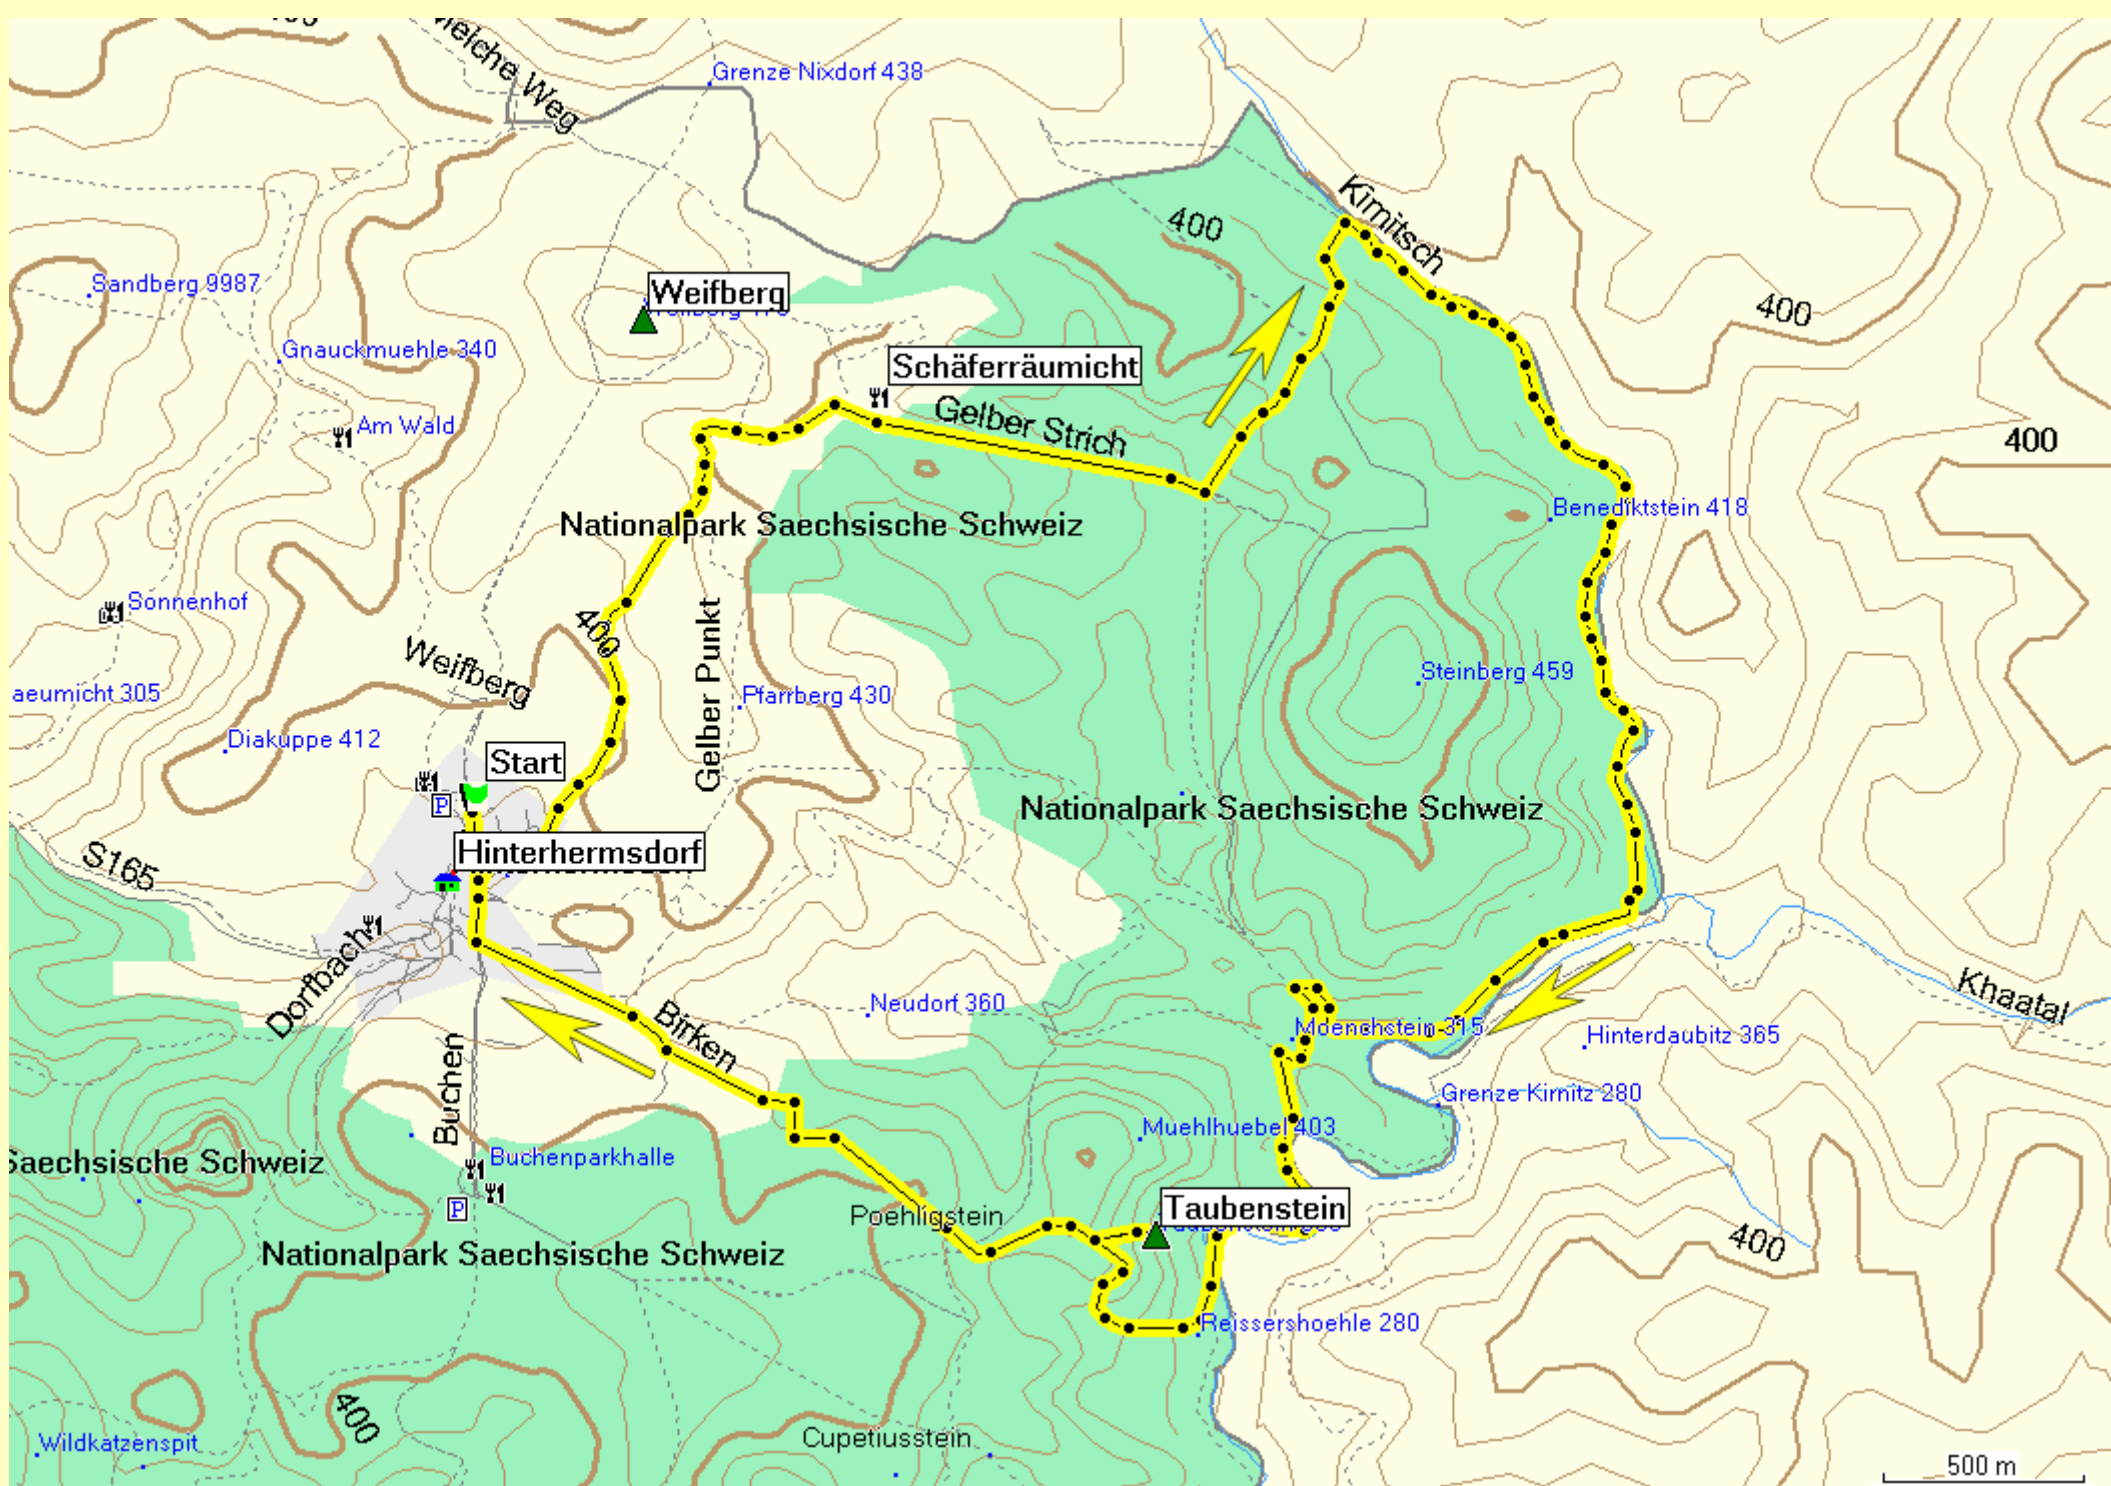 Weg
Grenze Nixdorf 438
Kirnitsch
400
Sandberg 9987
Weifberg
400
Gnauckmuehle 340
Schäferräumicht
Gelber Strich
Am Wald
400
Benediktstein 418
Nationalpark Saechsische Schweiz
Sonnenhof
400
Gelber Punkt
Weifberg
Steinberg 459
aeumicht 305
Pfarrberg 430
Diakuppe 412
Start
P
Nationalpark Saechsische Schweiz
S165
Hinterhermsdorf
Dorfbach
Khaatal
Neudorf 360
Birken
Moenchstein 315
Hinterdaubitz 365
Buchen
Grenze Kirnitz 280
Muehlhuebel 403
Saechsische Schweiz
Buchenparkhalle
P
Taubenstein
Poehligstein
400
Nationalpark Saechsische Schweiz
Reissershoehle 280
400
Wildkatzenspit
Cupetiusstein
500 m